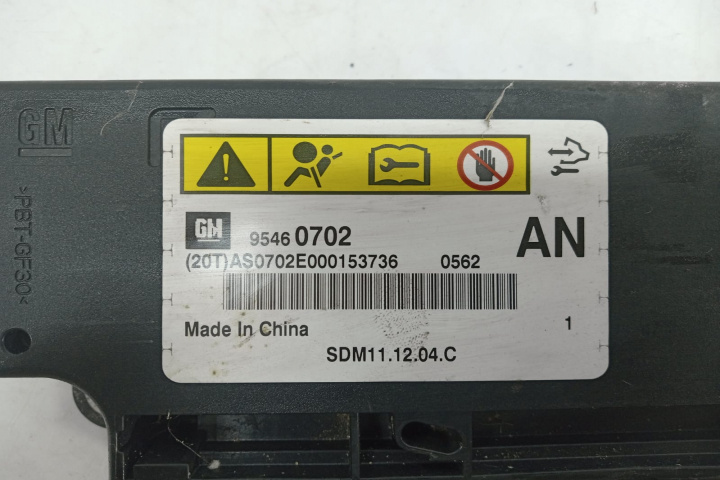 GM
>PBT-GF30<
GM 9546 0702
AN
(20T)AS0702E000153736 0562
Made In China
1
SDM11.12.04.C